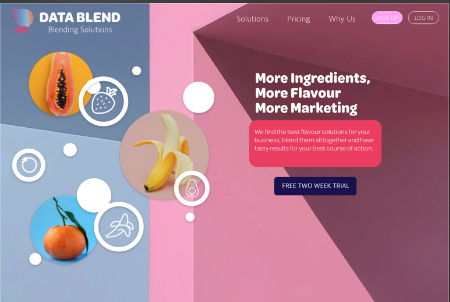 DATA BLEND
Blending Solutions
Solutions Pricing Why Us SIGN UP LOG IN
More Ingredients,
More Flavour
More Marketing
We find the best flavour solutions for your
business, blend them all together and have
tasty results for your best course of action.
FREE TWO WEEK TRIAL